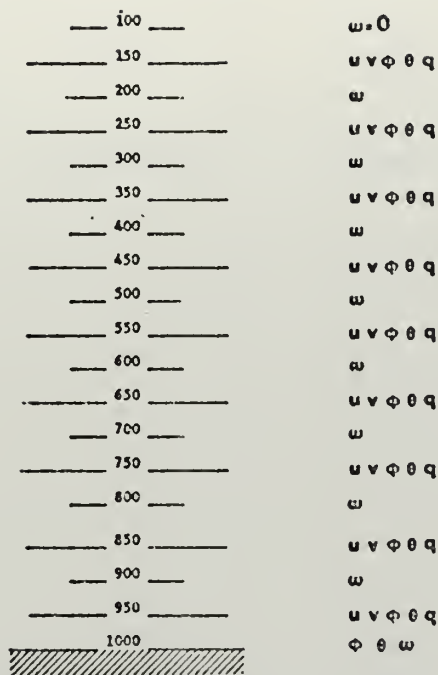 100 ω=0
150 u v Φ θ q
200 ω
250 u v Φ θ q
300 ω
350 u v Φ θ q
400 ω
450 u v Φ θ q
500 ω
550 u v Φ θ q
600 ω
650 u v Φ θ q
700 ω
750 u v Φ θ q
800 ω
850 u v Φ θ q
900 ω
950 u v Φ θ q
1000 Φ θ ω